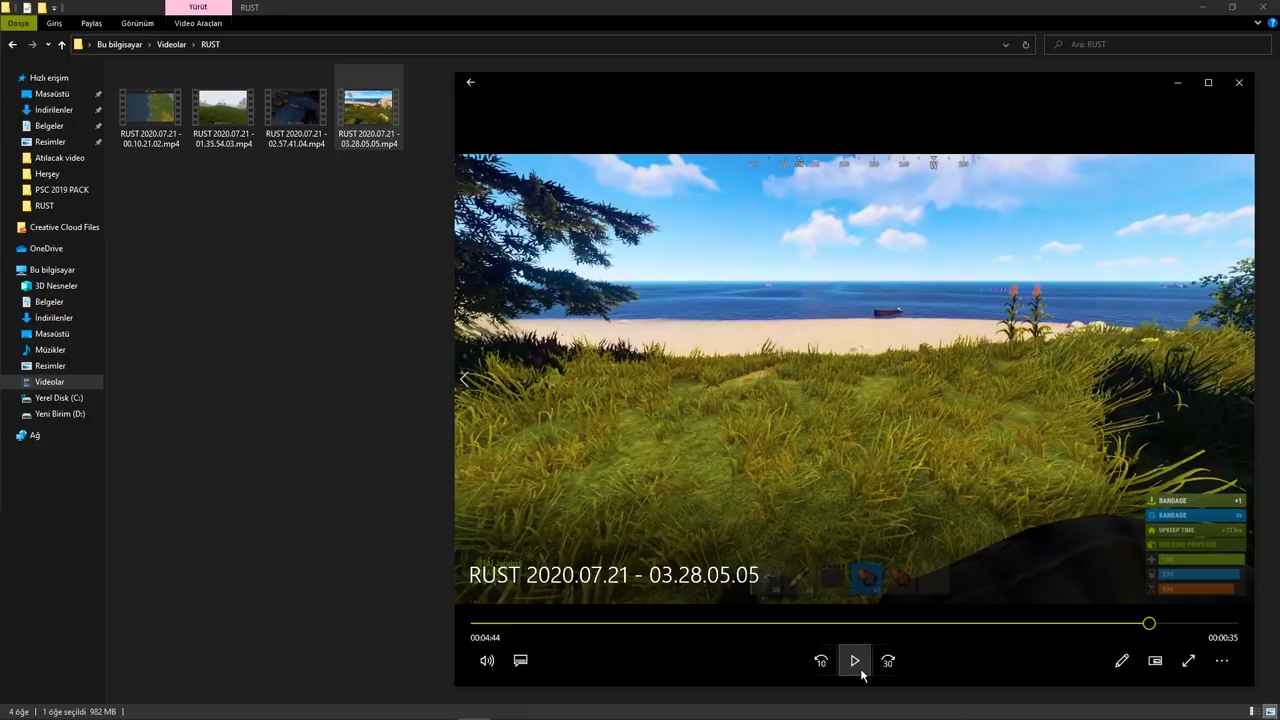 Yürüt
RUST
Dosya
Giriş
Paylaş
Görünüm
Video Araçları
Bu bilgisayar
Videolar
RUST
Ara: RUST
Hızlı erişim
Masaüstü
İndirilenler
Belgeler
Resimler
Atılacak video
Herşey
PSC 2019 PACK
RUST
Creative Cloud Files
OneDrive
Bu bilgisayar
3D Nesneler
Belgeler
İndirilenler
Masaüstü
Müzikler
Resimler
Videolar
Yerel Disk (C:)
Yeni Birim (D:)
Ağ
RUST 2020.07.21 -
00.10.21.02.mp4
RUST 2020.07.21 -
01.35.54.03.mp4
RUST 2020.07.21 -
02.57.41.04.mp4
RUST 2020.07.21 -
03.28.05.05.mp4
W
BANDAGE +1
BANDAGE
UPKEEP TIME
BUILDING PRIVILEGE
RUST 2020.07.21 - 03.28.05.05
00:04:44
00:00:35
10
30
4 öğe
1 öğe seçildi 982 MB